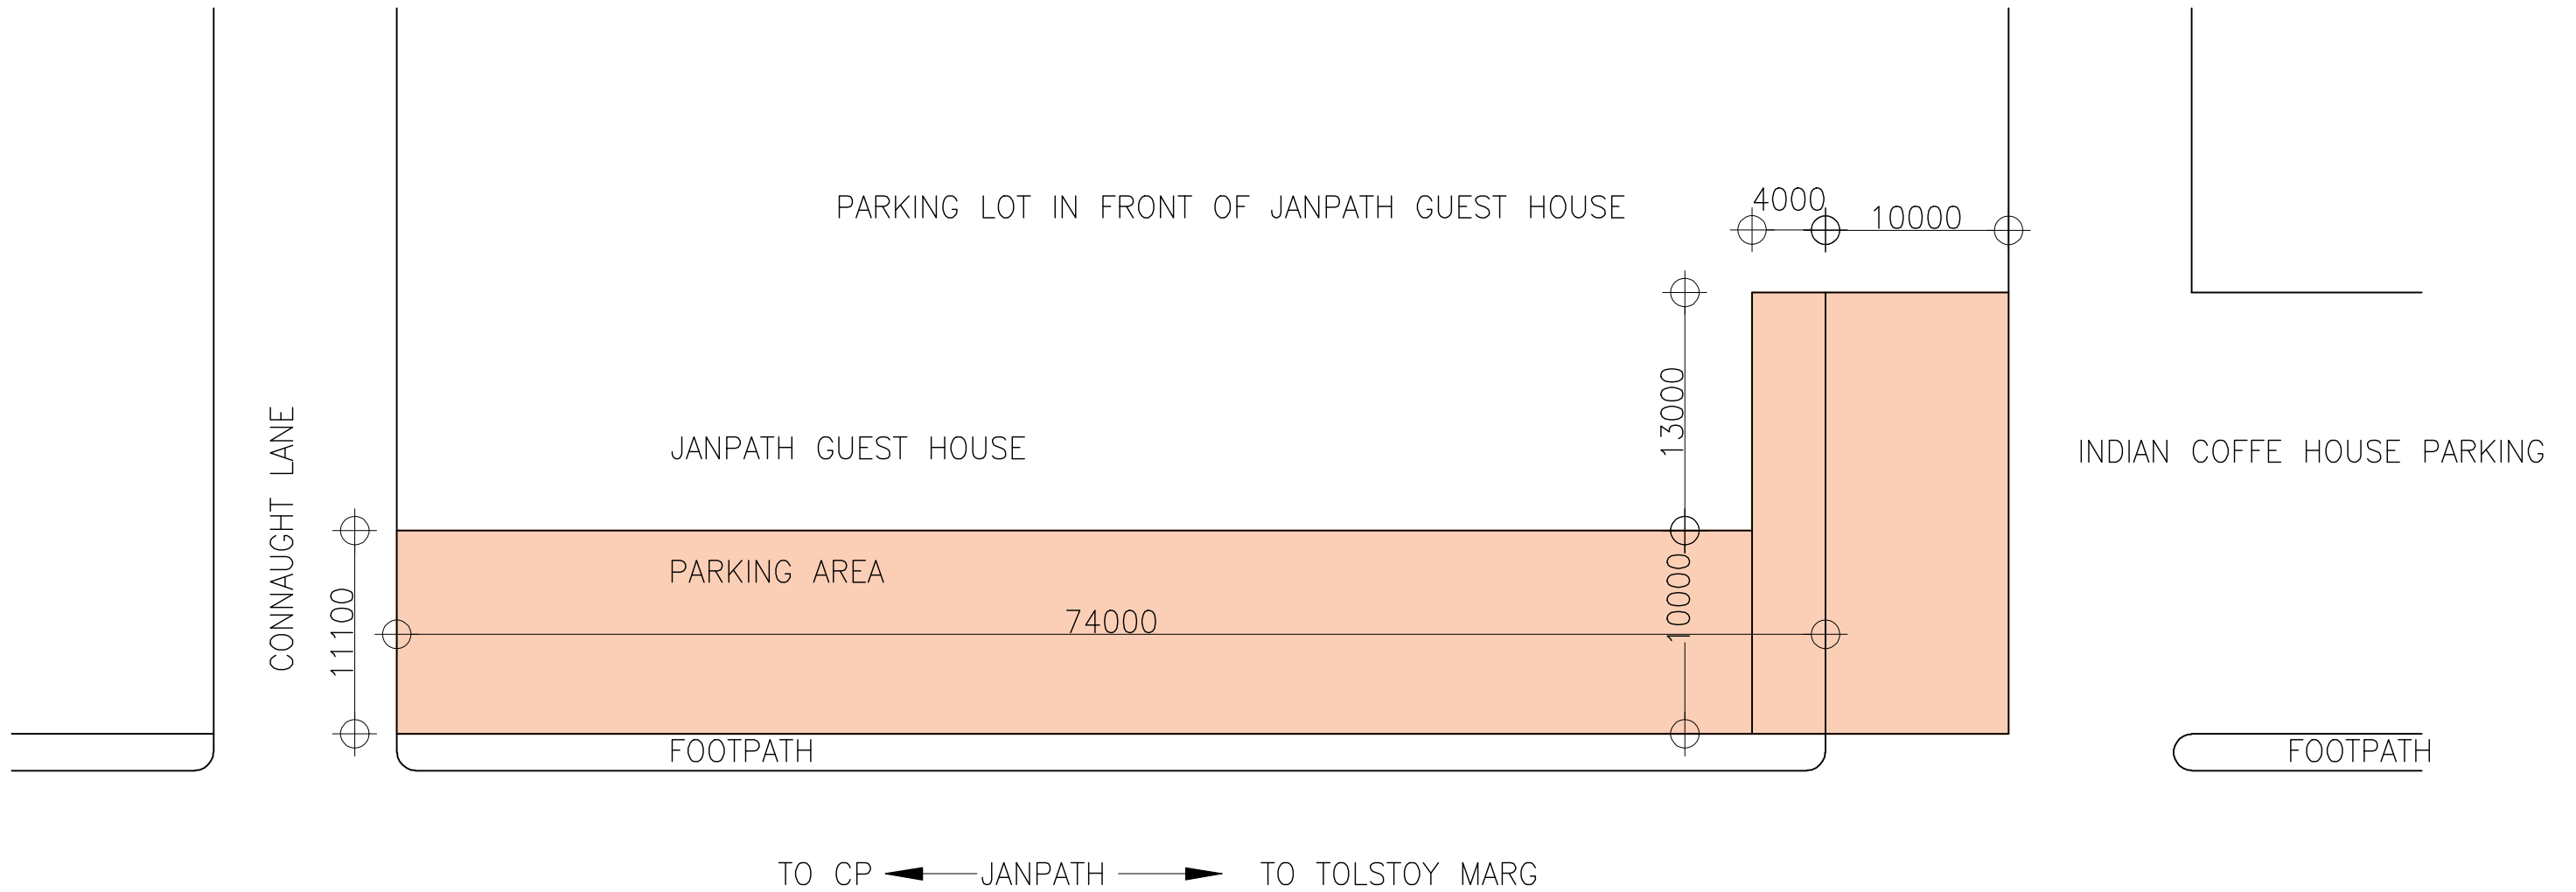 4000
PARKING LOT IN FRONT OF JANPATH GUEST HOUSE
10000
13000
JANPATH GUEST HOUSE
INDIAN COFFE HOUSE PARKING
CONNAUGHT LANE
PARKING AREA
11100
10000
74000
FOOTPATH
FOOTPATH
TO CP JANPATH TO TOLSTOY MARG